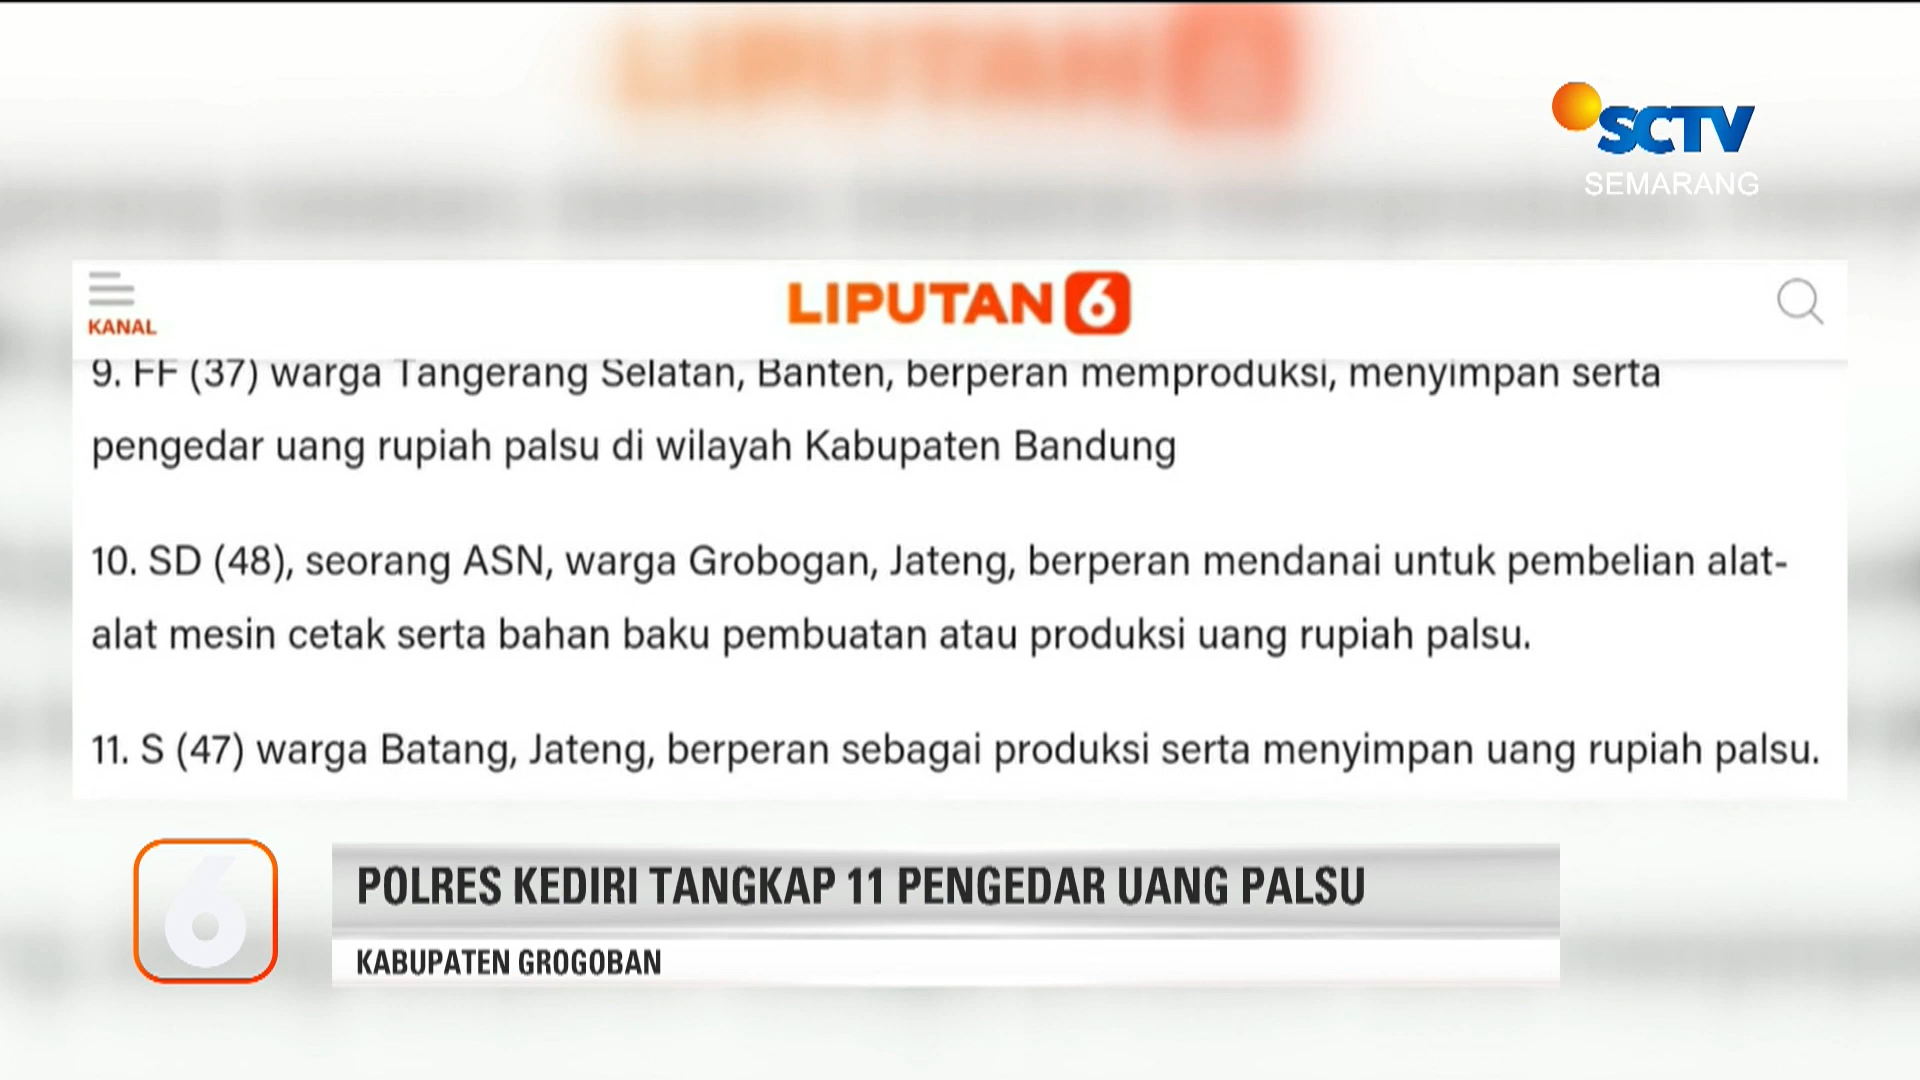 SCTV
SEMARANG
KANAL
LIPUTAN6
9. FF (37) warga Tangerang Selatan, Banten, berperan memproduksi, menyimpan serta
pengedar uang rupiah palsu di wilayah Kabupaten Bandung
10. SD (48), seorang ASN, warga Grobogan, Jateng, berperan mendanai untuk pembelian alat-
alat mesin cetak serta bahan baku pembuatan atau produksi uang rupiah palsu.
11. S (47) warga Batang, Jateng, berperan sebagai produksi serta menyimpan uang rupiah palsu.
6
POLRES KEDIRI TANGKAP 11 PENGEDAR UANG PALSU
KABUPATEN GROGOBAN